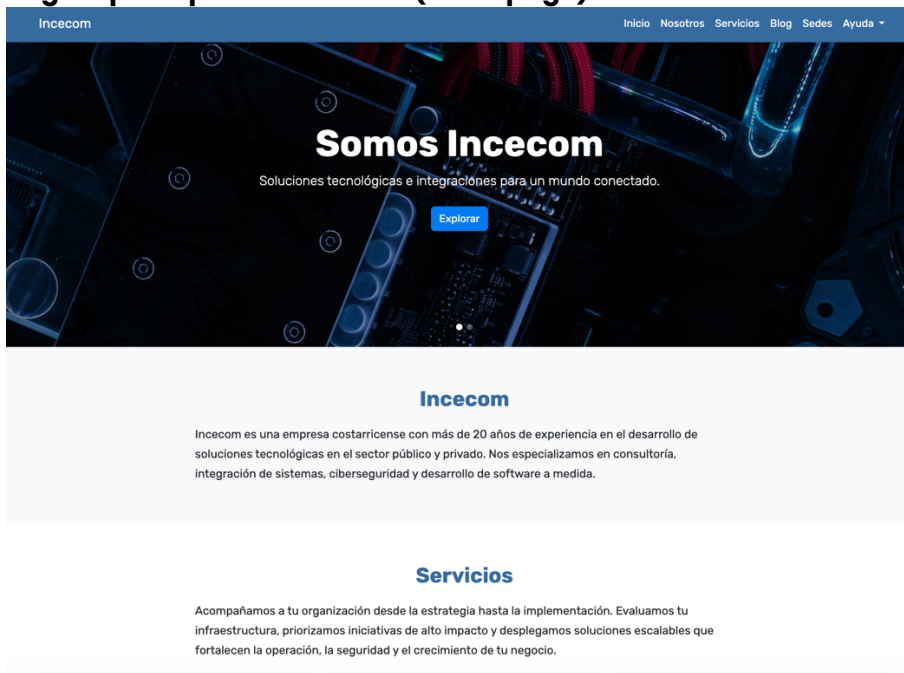 Incecom
Inicio Nosotros Servicios Blog Sedes Ayuda
Somos Incecom
Soluciones tecnológicas e integraciones para un mundo conectado.
Explorar
Incecom
Incecom es una empresa costarricense con más de 20 años de experiencia en el desarrollo de
soluciones tecnológicas en el sector público y privado. Nos especializamos en consultoría,
integración de sistemas, ciberseguridad y desarrollo de software a medida.
Servicios
Acompañamos a tu organización desde la estrategia hasta la implementación. Evaluamos tu
infraestructura, priorizamos iniciativas de alto impacto y desplegamos soluciones escalables que
fortalecen la operación, la seguridad y el crecimiento de tu negocio.